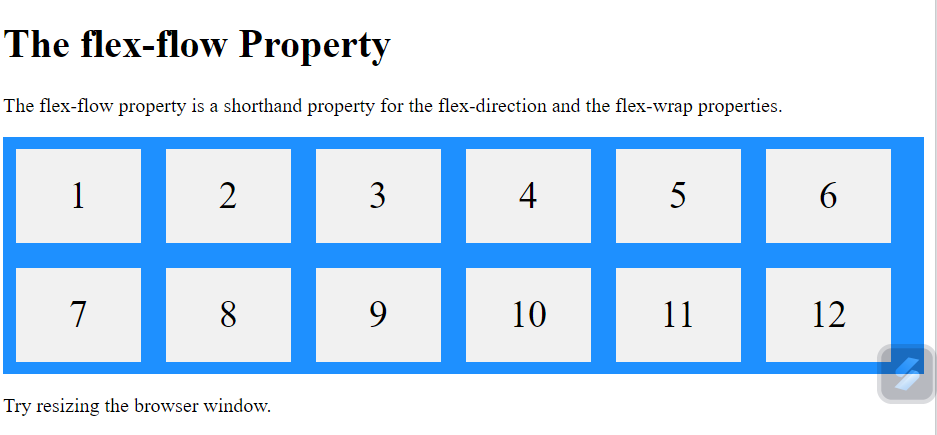 The flex-flow Property
The flex-flow property is a shorthand property for the flex-direction and the flex-wrap properties.
1 2 3 4 5 6
7 8 9 10 11 12
Try resizing the browser window.